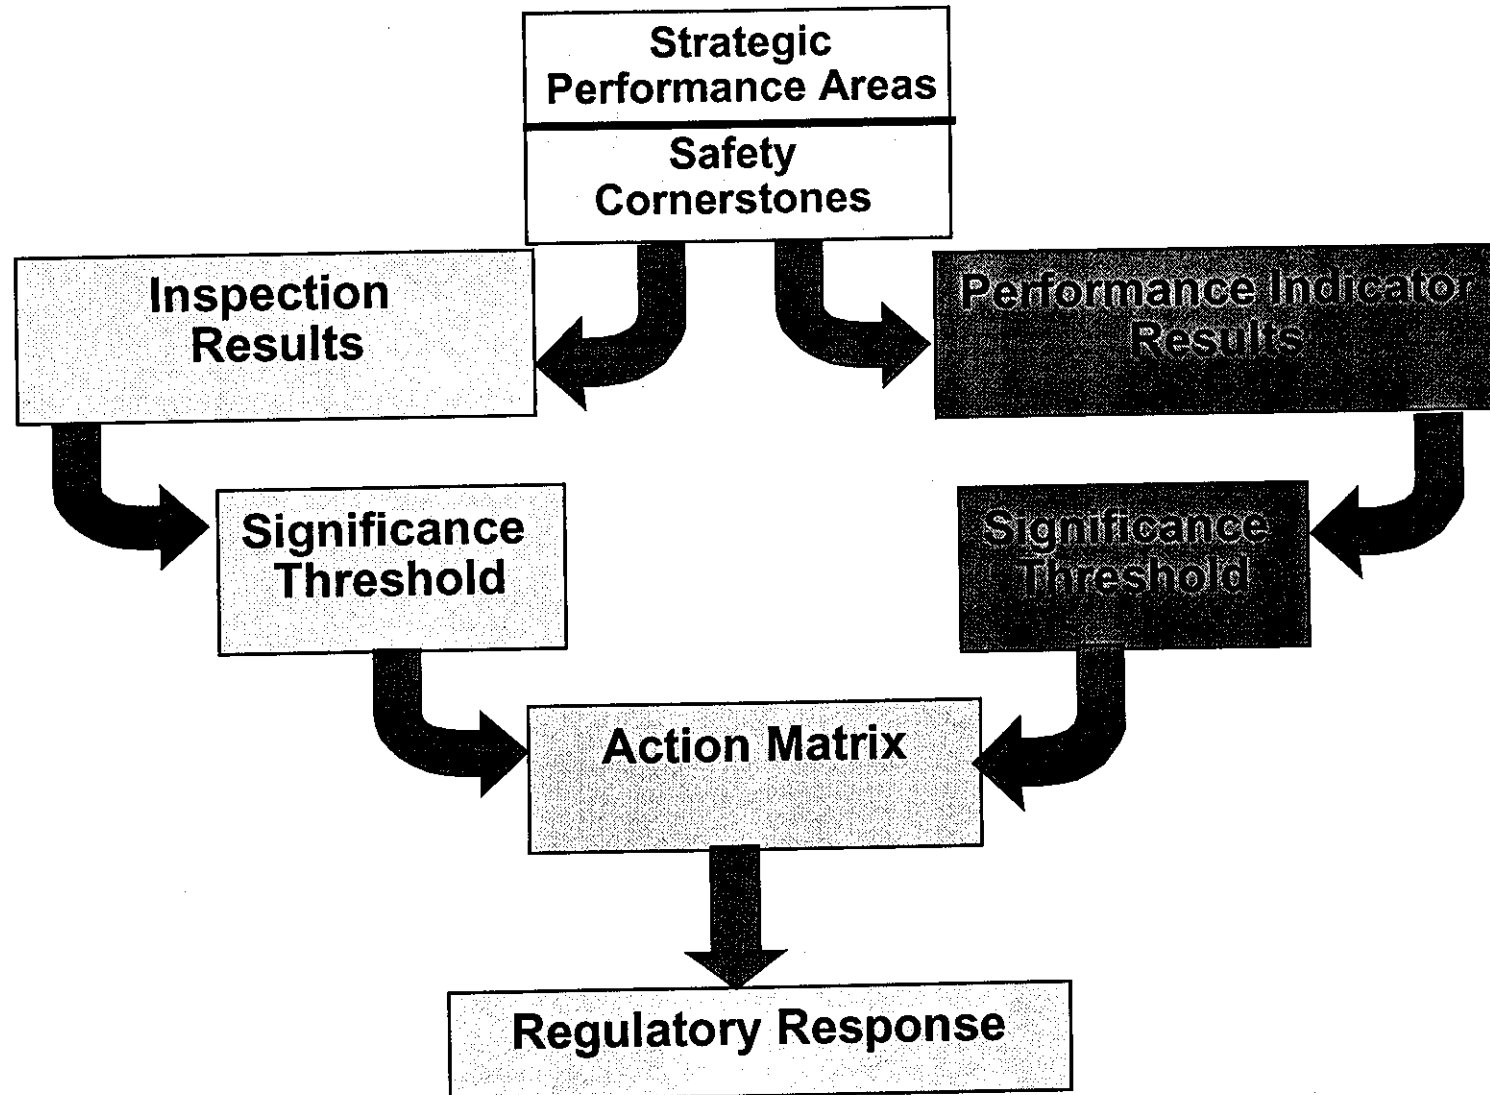 Strategic
Performance Areas
Safety
Cornerstones
Inspection
Results
Performance Indicator
Results
Significance
Threshold
Significance
Threshold
Action Matrix
Regulatory Response